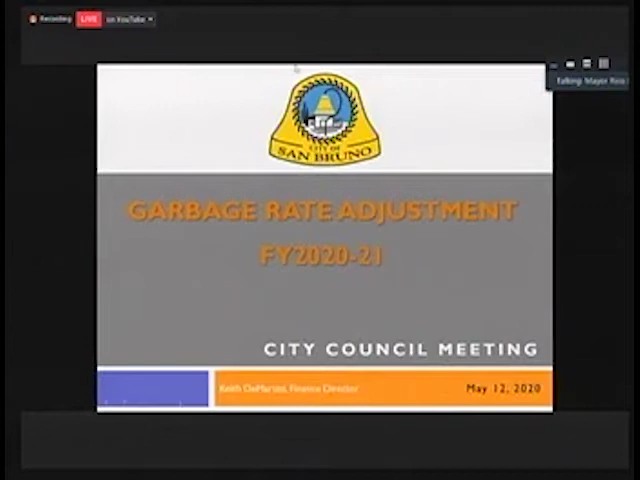 Recording LIVE on YouTube
Talking: Mayor Rico
CITY OF
SAN BRUNO
GARBAGE RATE ADJUSTMENT
FY2020-21
CITY COUNCIL MEETING
Keith DeMartini, Finance Director May 12, 2020